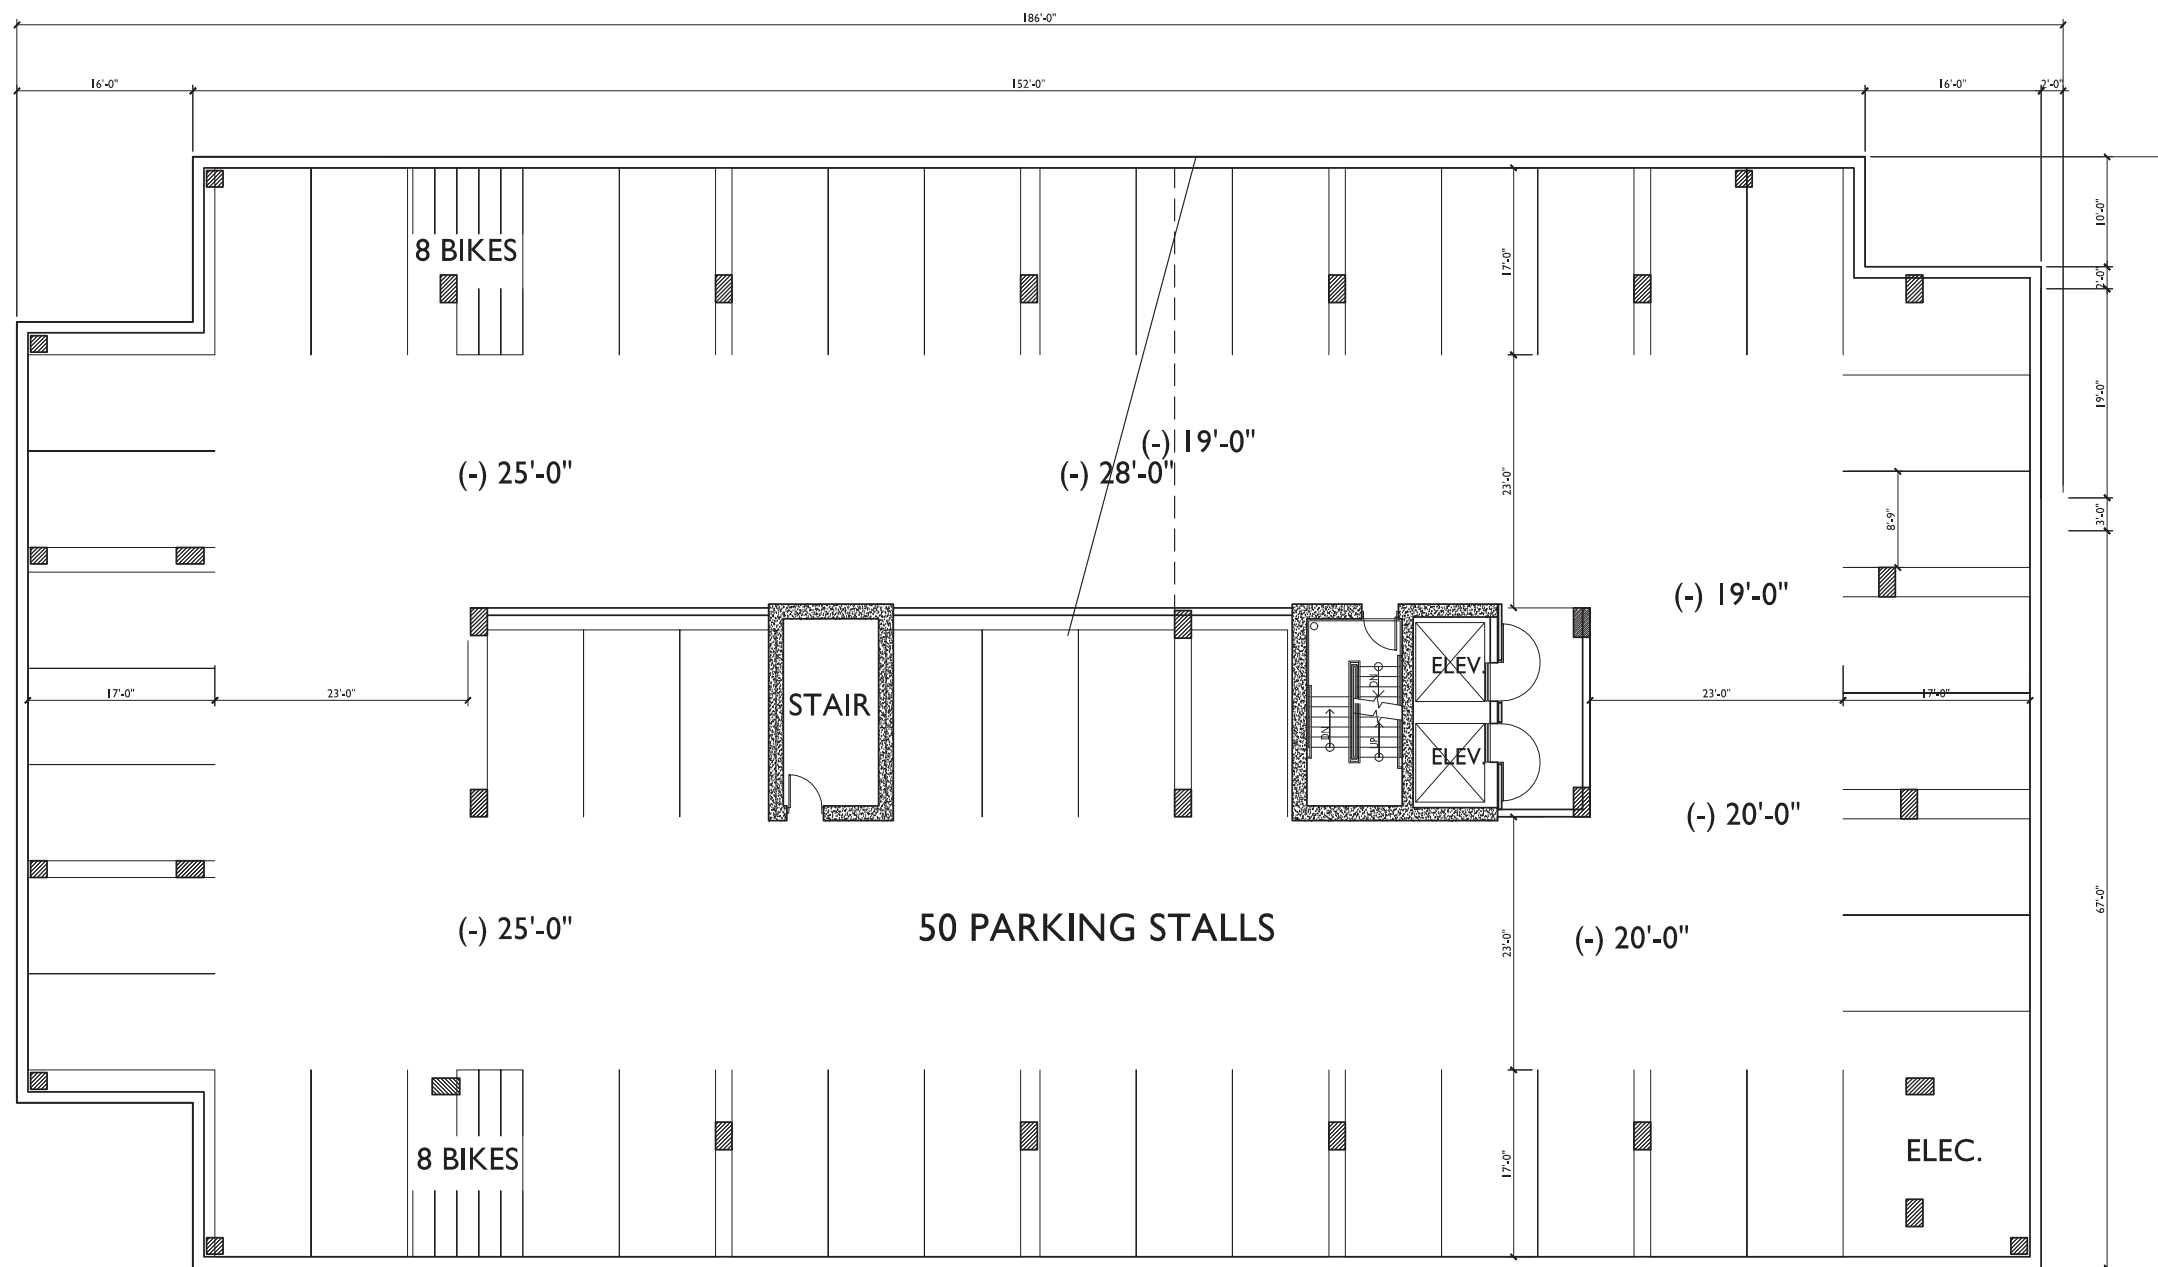 186'-0"
16'-0"
152'-0"
16'-0"
2'-0"
10'-0"
8 BIKES
17'-0"
2'-0"
19'-0"
(-) 19'-0"
(-) 25'-0"
(-) 28'-0"
23'-0"
8'-9"
3'-0"
(-) 19'-0"
ELEV.
DN
17'-0"
23'-0"
STAIR
23'-0"
17'-0"
DN
UP
ELEV.
(-) 20'-0"
67'-0"
(-) 25'-0"
50 PARKING STALLS
23'-0"
(-) 20'-0"
8 BIKES
17'-0"
ELEC.